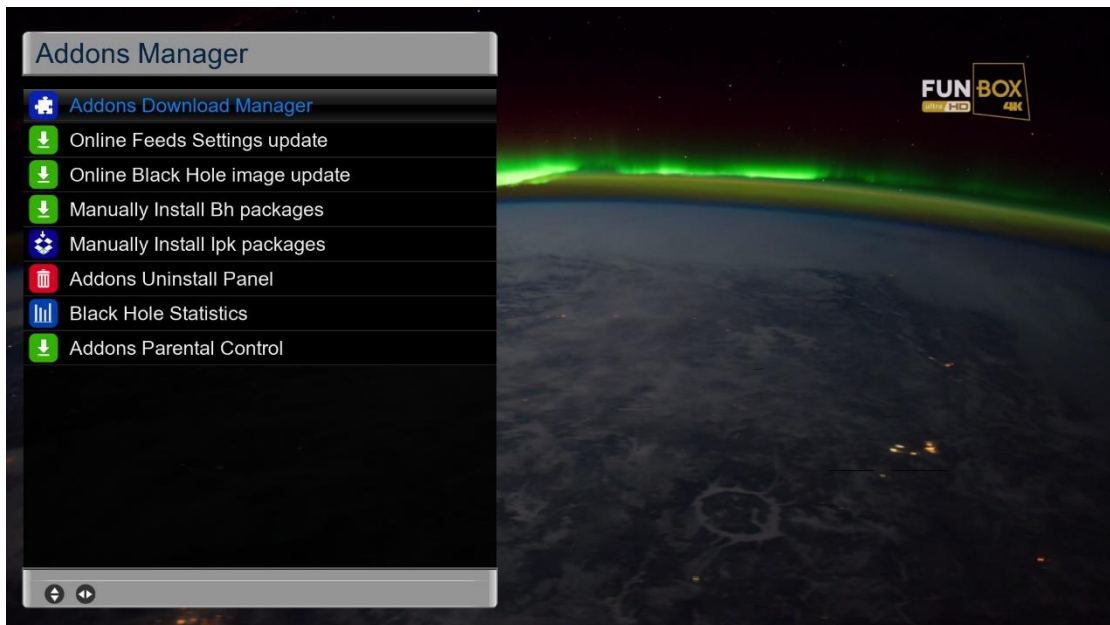 Addons Manager
Addons Download Manager
Online Feeds Settings update
Online Black Hole image update
Manually Install Bh packages
Manually Install Ipk packages
Addons Uninstall Panel
Black Hole Statistics
Addons Parental Control
FUN BOX
ultra HD 4K